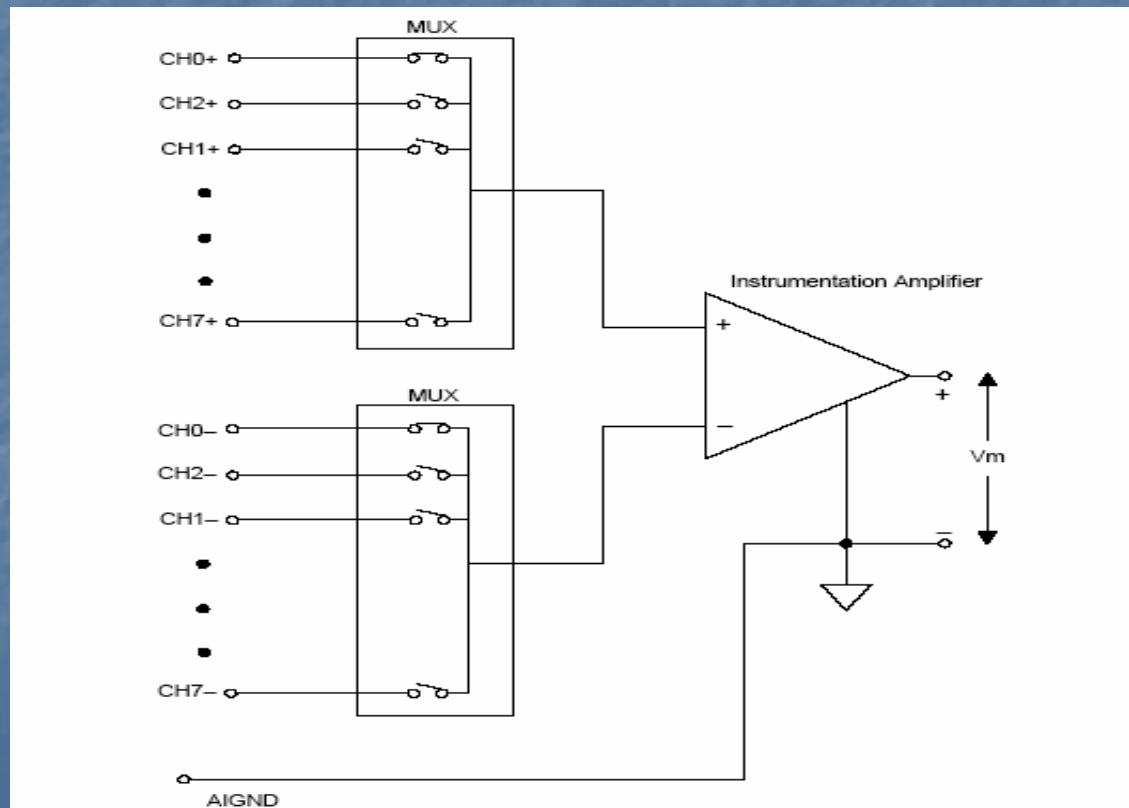 MUX
CH0+
CH2+
CH1+
CH7+
Instrumentation Amplifier
+
−
+
Vm
−
MUX
CH0−
CH2−
CH1−
CH7−
AIGND